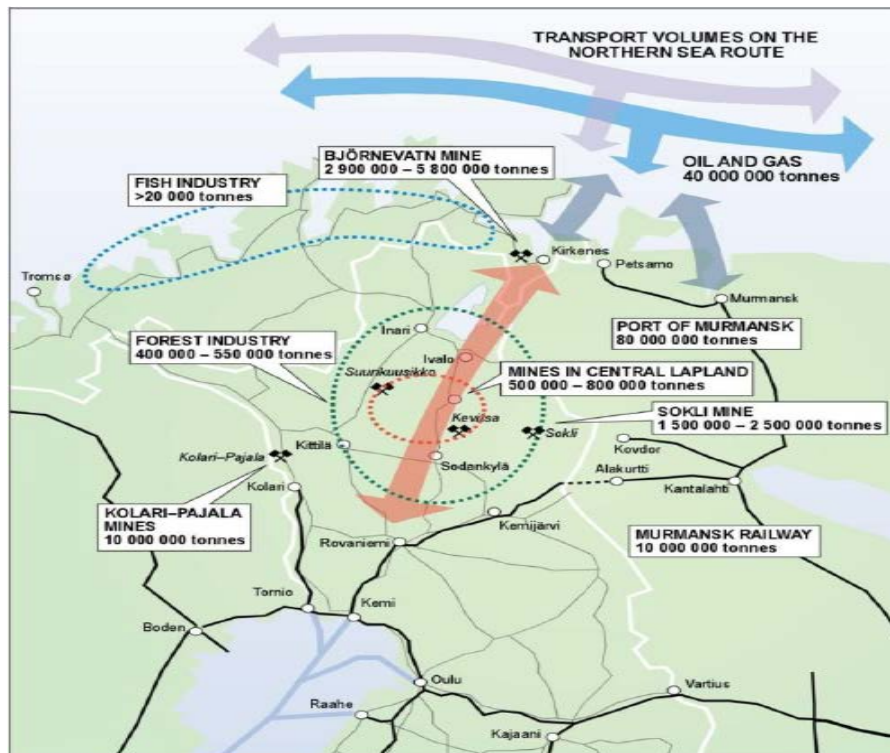 TRANSPORT VOLUMES ON THE
NORTHERN SEA ROUTE
BJÖRNEVATN MINE
2 900 000 – 5 800 000 tonnes
OIL AND GAS
40 000 000 tonnes
FISH INDUSTRY
>20 000 tonnes
Kirkenes
Petsamo
Tromsø
Murmansk
Inari
PORT OF MURMANSK
80 000 000 tonnes
FOREST INDUSTRY
400 000 – 550 000 tonnes
Ivalo
Suurikuusikko
MINES IN CENTRAL LAPLAND
500 000 – 800 000 tonnes
Kevitsa
SOKLI MINE
1 500 000 – 2 500 000 tonnes
Sokli
Kittilä
Kovdor
Kolari–Pajala
Sodankylä
Alakurtti
Kolari
Kantalahti
KOLARI–PAJALA
MINES
10 000 000 tonnes
Kemijärvi
Rovaniemi
MURMANSK RAILWAY
10 000 000 tonnes
Tornio
Kemi
Boden
Oulu
Vartius
Raahe
Kajaani